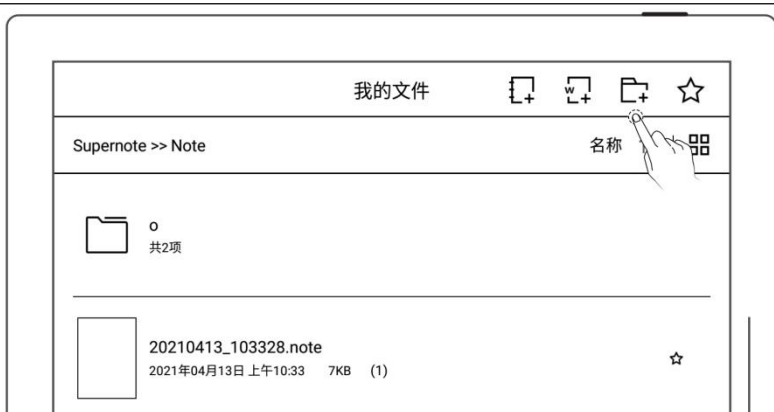 我的文件
Supernote >> Note
名称
o
共2项
20210413_103328.note
2021年04月13日 上午10:33 7KB (1)